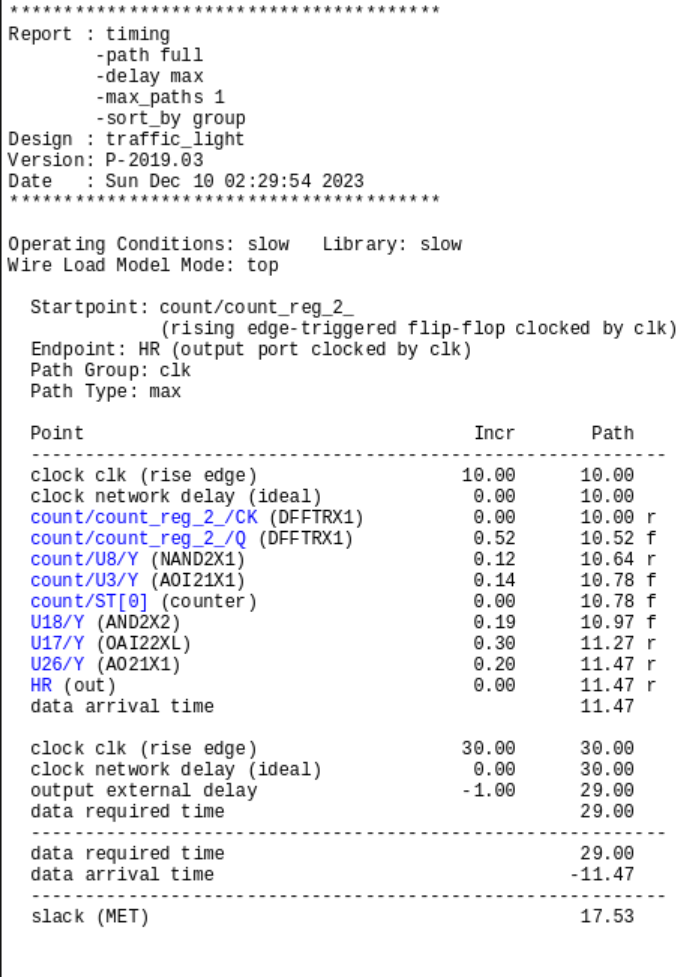 ****************************************
Report : timing
        -path full
        -delay max
        -max_paths 1
        -sort_by group
Design : traffic_light
Version: P-2019.03
Date   : Sun Dec 10 02:29:54 2023
****************************************
Operating Conditions: slow   Library: slow
Wire Load Model Mode: top
  Startpoint: count/count_reg_2_
              (rising edge-triggered flip-flop clocked by clk)
  Endpoint: HR (output port clocked by clk)
  Path Group: clk
  Path Type: max
  Point                                    Incr       Path
  ----------------------------------------------------------
  clock clk (rise edge)                   10.00      10.00
  clock network delay (ideal)              0.00      10.00
  count/count_reg_2_/CK (DFFTRX1)          0.00      10.00 r
  count/count_reg_2_/Q (DFFTRX1)           0.52      10.52 f
  count/U8/Y (NAND2X1)                     0.12      10.64 r
  count/U3/Y (AOI21X1)                     0.14      10.78 f
  count/ST[0] (counter)                    0.00      10.78 f
  U18/Y (AND2X2)                           0.19      10.97 f
  U17/Y (OAI22XL)                          0.30      11.27 r
  U26/Y (AO21X1)                           0.20      11.47 r
  HR (out)                                 0.00      11.47 r
  data arrival time                                  11.47
  clock clk (rise edge)                   30.00      30.00
  clock network delay (ideal)              0.00      30.00
  output external delay                   -1.00      29.00
  data required time                                 29.00
  ----------------------------------------------------------
  data required time                                 29.00
  data arrival time                                 -11.47
  ----------------------------------------------------------
  slack (MET)                                        17.53